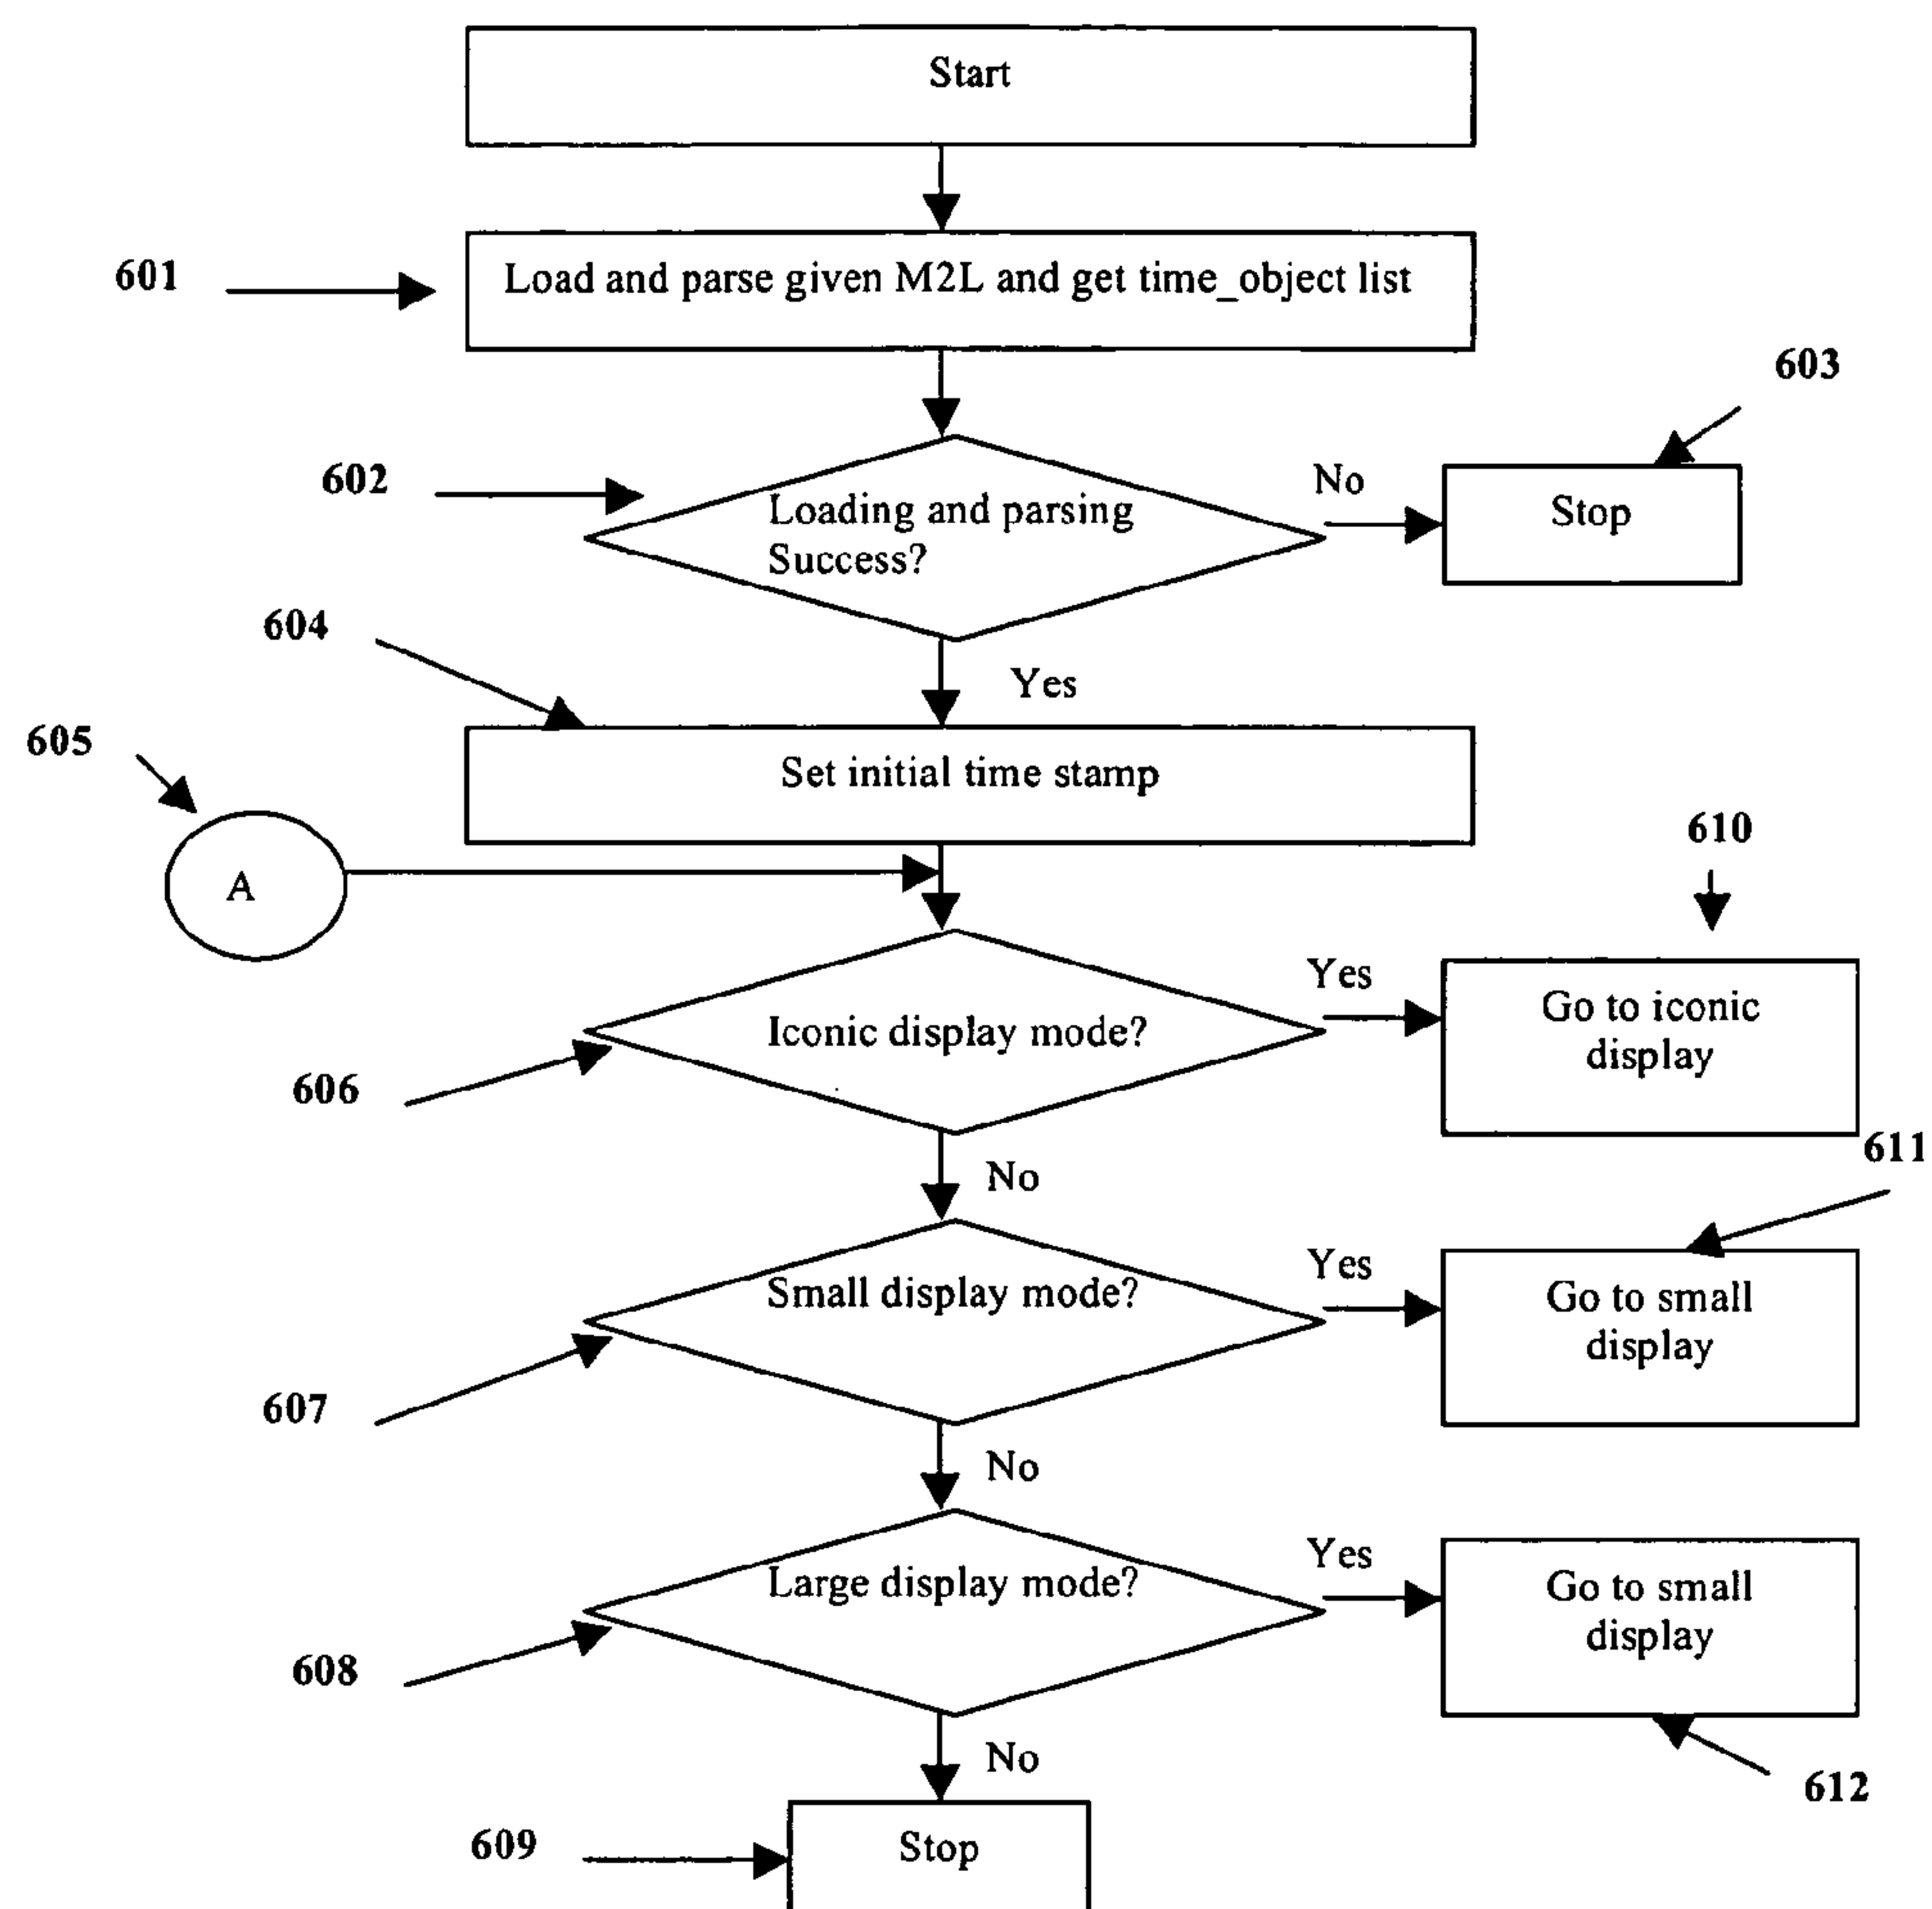 Start
601
Load and parse given M2L and get time_object list
603
602
Loading and parsing
Success?
No
Stop
604
Yes
605
Set initial time stamp
610
A
Iconic display mode?
Yes
Go to iconic
display
606
No
611
Small display mode?
Yes
Go to small
display
607
No
Large display mode?
Yes
Go to small
display
608
No
612
609
Stop